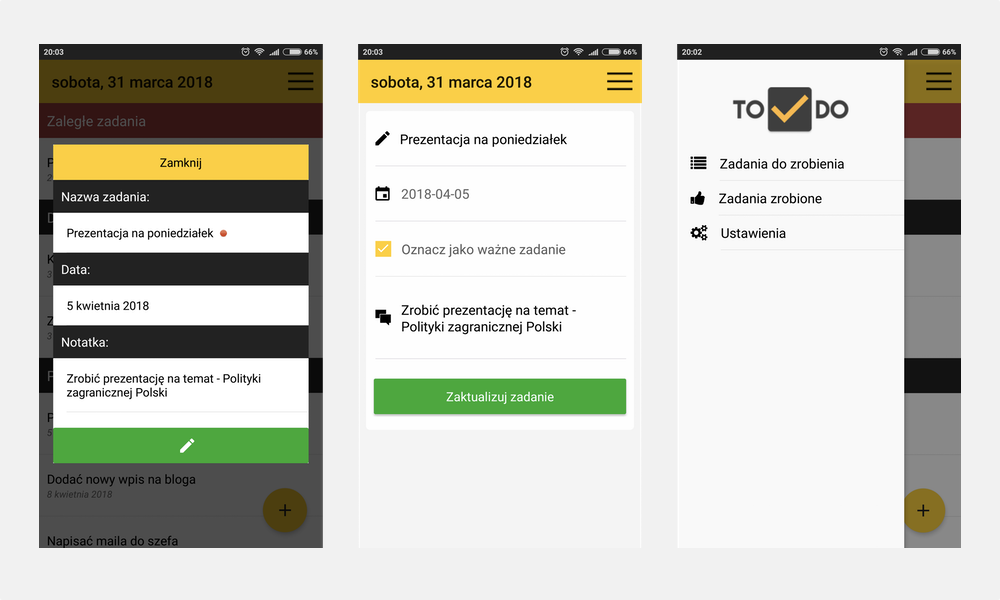 20:03
66%
sobota, 31 marca 2018
Zaległe zadania
Zamknij
Nazwa zadania:
Prezentacja na poniedziałek
Data:
5 kwietnia 2018
Notatka:
Zrobić prezentację na temat - Polityki
zagranicznej Polski
Dodać nowy wpis na bloga
8 kwietnia 2018
Napisać maila do szefa
+
20:03
66%
sobota, 31 marca 2018
Prezentacja na poniedziałek
2018-04-05
Oznacz jako ważne zadanie
Zrobić prezentację na temat -
Polityki zagranicznej Polski
Zaktualizuj zadanie
20:02
66%
TO DO
Zadania do zrobienia
Zadania zrobione
Ustawienia
+